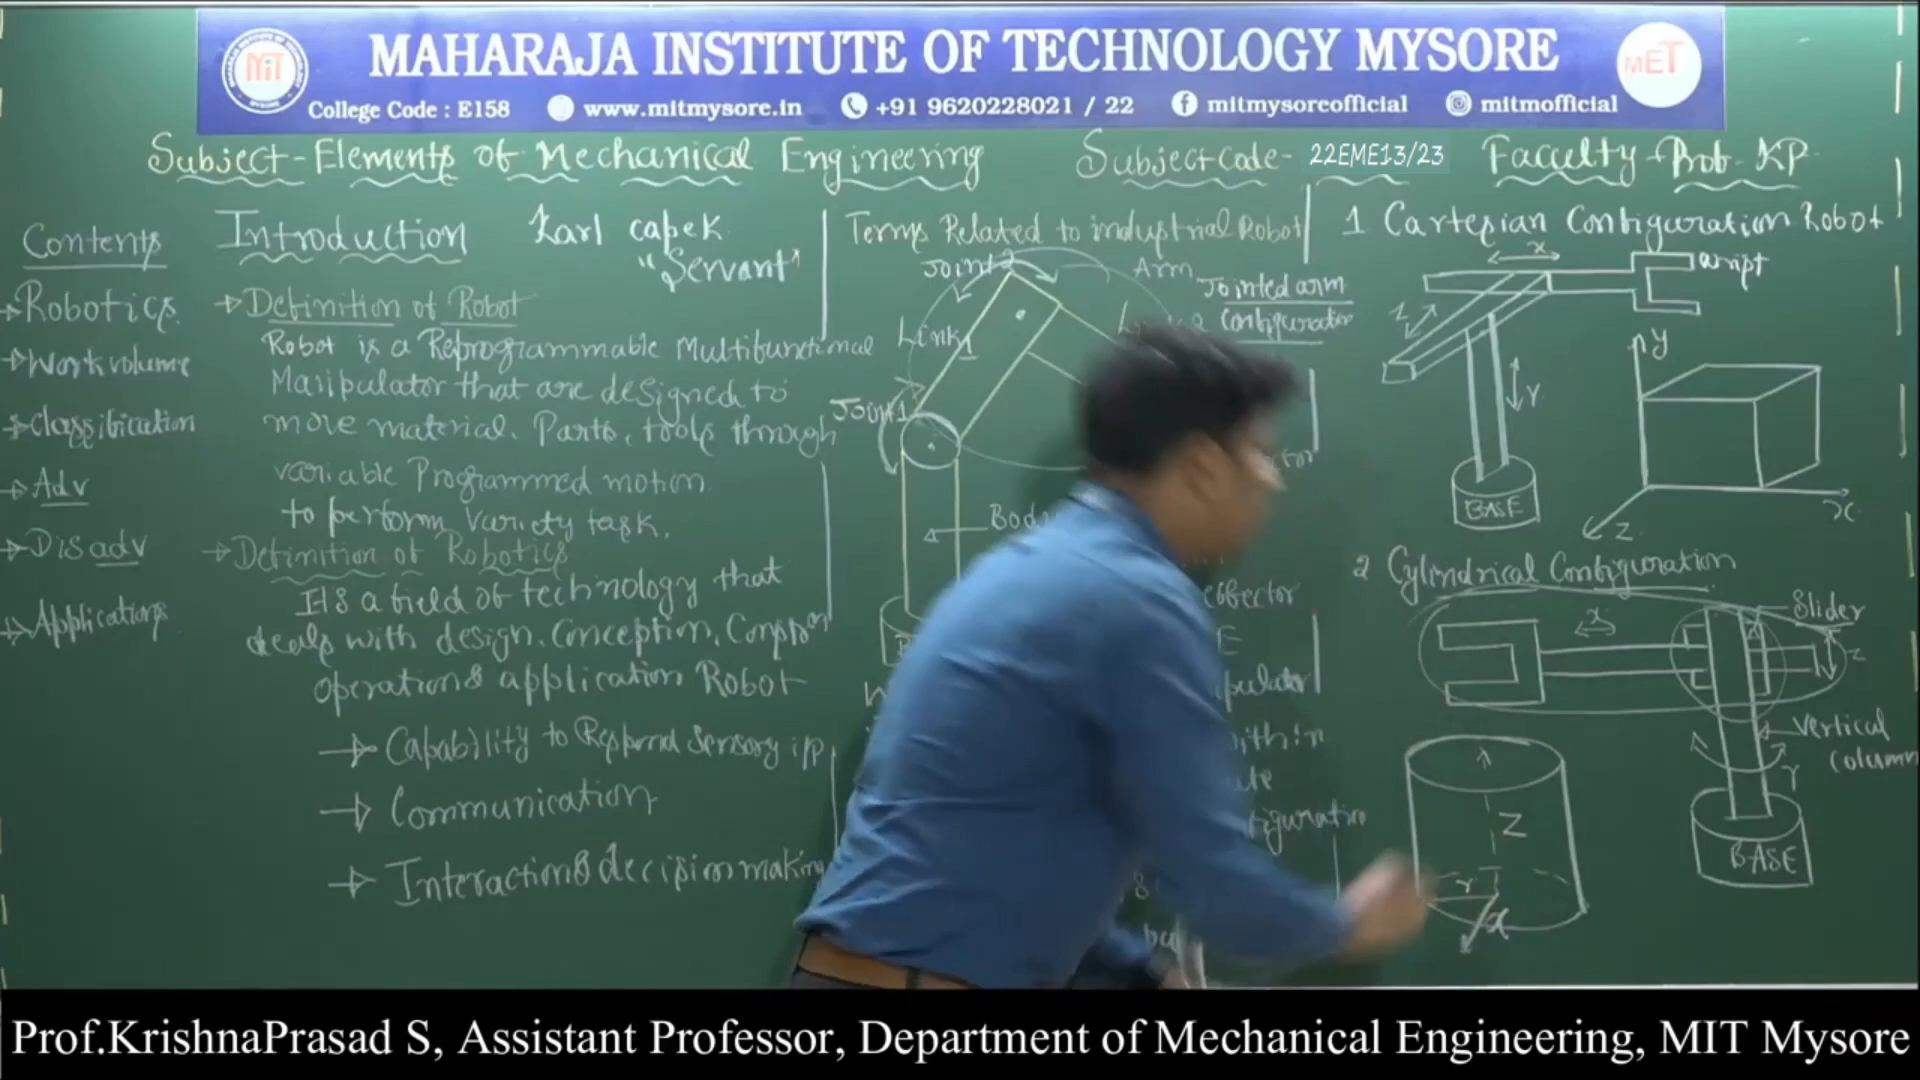 MAHARAJA INSTITUTE OF TECHNOLOGY MYSORE
College Code : E158 www.mitmysore.in +91 9620228021 / 22 mitmysoreofficial mitmofficial
MiT
MET
Subject-Elements of Mechanical Engineering Subject Code- 22EME13/23 Faculty-Prof. KP
Contents
Robotics
Work volume
Classification
Adv
Disadv
Applications
Introduction Karl capek
"Servant"
Definition of Robot
Robot is a Reprogrammable Multifunctional
Manipulator that are designed to
move material, Parts, tools through
variable Programmed motion
to perform variety task.
Definition of Robotics
It is a field of technology that
deals with design, Conception,
Operation & application Robot
Capability to Respond Sensory i/p
Communication
Interaction & decision making
Terms Related to industrial Robot
Joint 2
Arm
Jointed arm
configuration
Link 1
Joint 1
1 Cartesian Configuration Robot
x
wript
z
Y
BASE
y
x
z
2 Cylindrical Configuration
Slider
x
z
Vertical
Column
r
BASE
Z
r
x
Prof.KrishnaPrasad S, Assistant Professor, Department of Mechanical Engineering, MIT Mysore